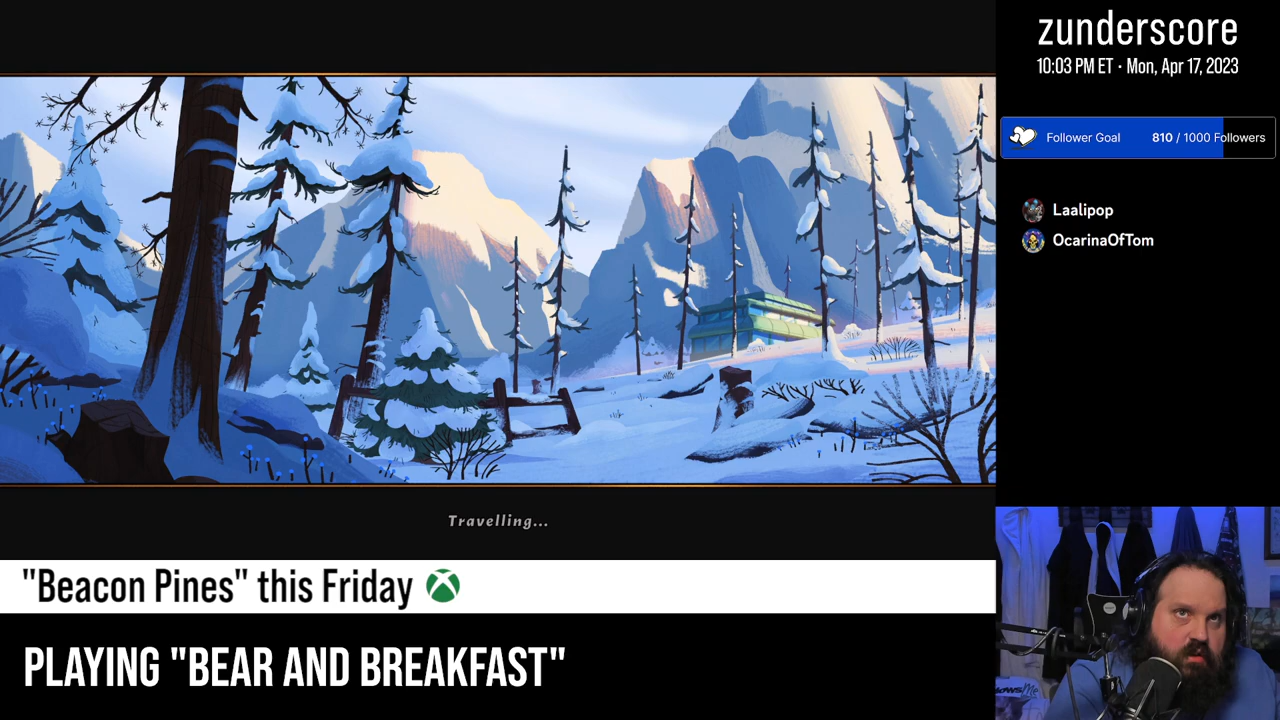 zunderscore
10:03 PM ET · Mon, Apr 17, 2023
Follower Goal 810 / 1000 Followers
Laalipop
OcarinaOfTom
Travelling...
"Beacon Pines" this Friday
PLAYING "BEAR AND BREAKFAST"